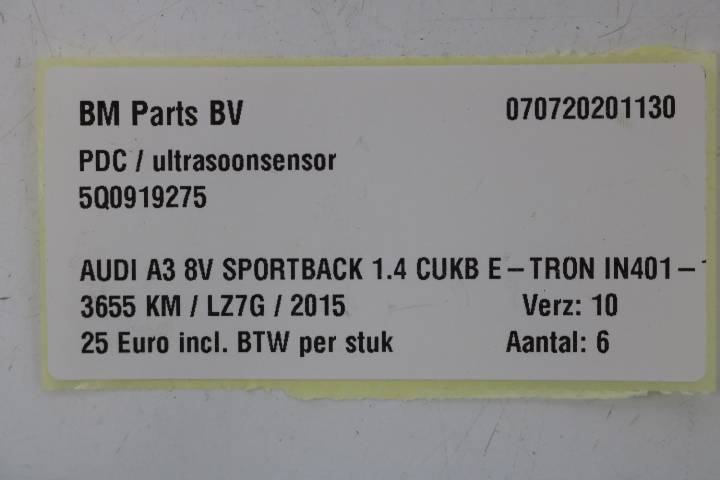 BM Parts BV 070720201130
PDC / ultrasoonsensor
5Q0919275
AUDI A3 8V SPORTBACK 1.4 CUKB E-TRON IN401-
3655 KM / LZ7G / 2015 Verz: 10
25 Euro incl. BTW per stuk Aantal: 6